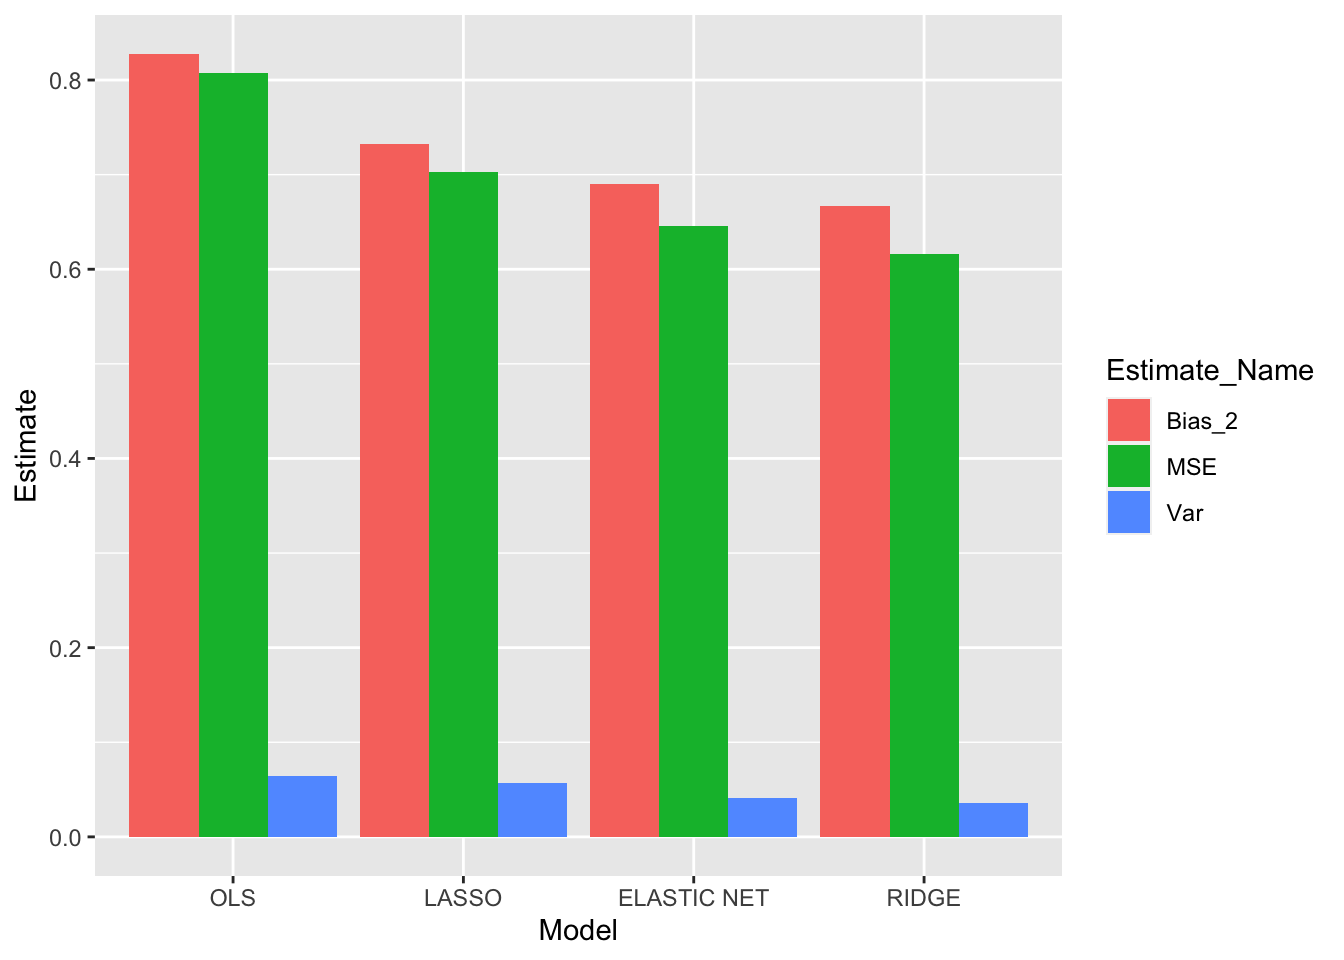 0.8
0.6
0.4
0.2
0.0
Estimate
OLS
LASSO
ELASTIC NET
RIDGE
Model
Estimate_Name
Bias_2
MSE
Var